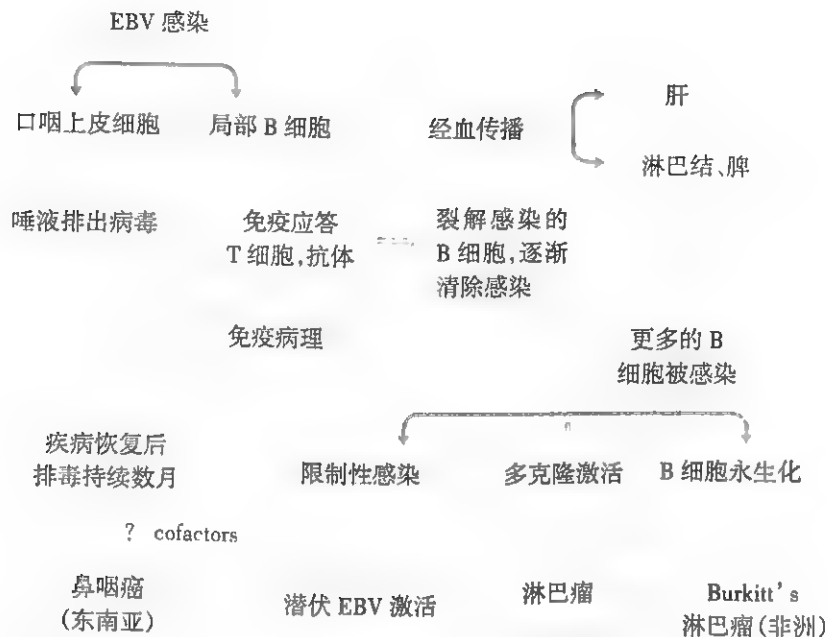 EBV 感染
口咽上皮细胞 局部 B 细胞 经血传播 肝
淋巴结、脾
唾液排出病毒 免疫应答 裂解感染的
T 细胞,抗体 B 细胞,逐渐
清除感染
免疫病理 更多的 B
细胞被感染
疾病恢复后
排毒持续数月 限制性感染 多克隆激活 B 细胞永生化
? cofactors
鼻咽癌 潜伏 EBV 激活 淋巴瘤 Burkitt's
(东南亚) 淋巴瘤(非洲)